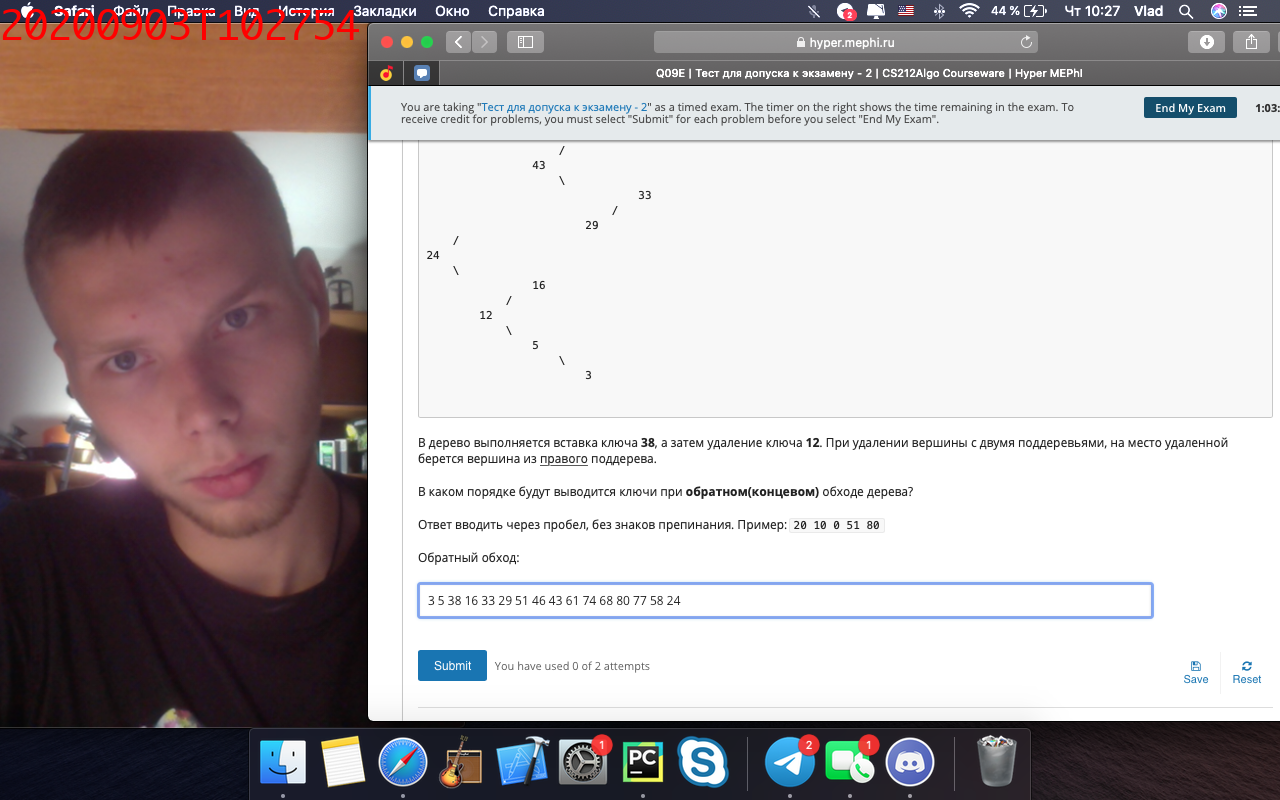 Safari Файл Правка Вид История Закладки Окно Справка 2 44 % Чт 10:27 Vlad
20200903T102754
hyper.mephi.ru
Q09E | Тест для допуска к экзамену - 2 | CS212Algo Courseware | Hyper MEPhI
You are taking "Тест для допуска к экзамену - 2" as a timed exam. The timer on the right shows the time remaining in the exam. To
receive credit for problems, you must select "Submit" for each problem before you select "End My Exam".
End My Exam
1:03:
/
43
\
33
/
29
/
24
\
16
/
12
\
5
\
3
В дерево выполняется вставка ключа 38, а затем удаление ключа 12. При удалении вершины с двумя поддеревьями, на место удаленной
берется вершина из правого поддерева.
В каком порядке будут выводится ключи при обратном(концевом) обходе дерева?
Ответ вводить через пробел, без знаков препинания. Пример: 20 10 0 51 80
Обратный обход:
3 5 38 16 33 29 51 46 43 61 74 68 80 77 58 24
Submit
You have used 0 of 2 attempts
Save
Reset
1
PC
2
1